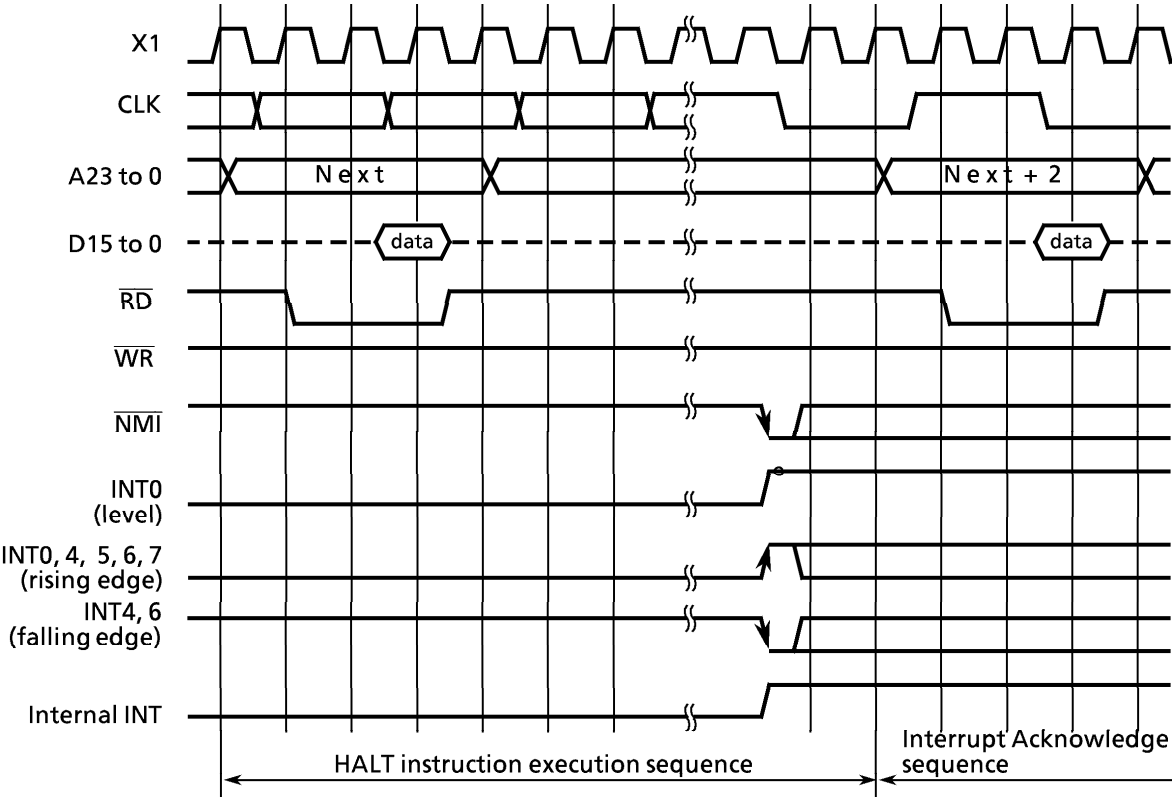 X1
CLK
A23 to 0
Next
Next + 2
D15 to 0
data
data
RD
WR
NMI
INT0
(level)
INT0, 4, 5, 6, 7
(rising edge)
INT4, 6
(falling edge)
Internal INT
HALT instruction execution sequence
Interrupt Acknowledge
sequence